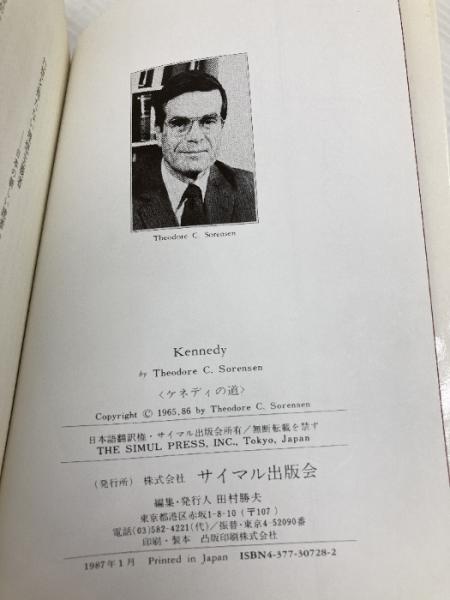 Theodore C. Sorensen
Kennedy
by Theodore C. Sorensen
〈ケネディの道〉
Copyright © 1965,86 by Theodore C. Sorensen
日本語翻訳権・サイマル出版会所有/無断転載を禁ず
THE SIMUL PRESS, INC., Tokyo, Japan
(発行所) 株式会社 サイマル出版会
編集・発行人 田村勝夫
東京都港区赤坂1-8-10(〒107)
電話(03)582-4221(代)/振替・東京4-52090番
印刷・製本 凸版印刷株式会社
1987年1月 Printed in Japan ISBN4-377-30728-2